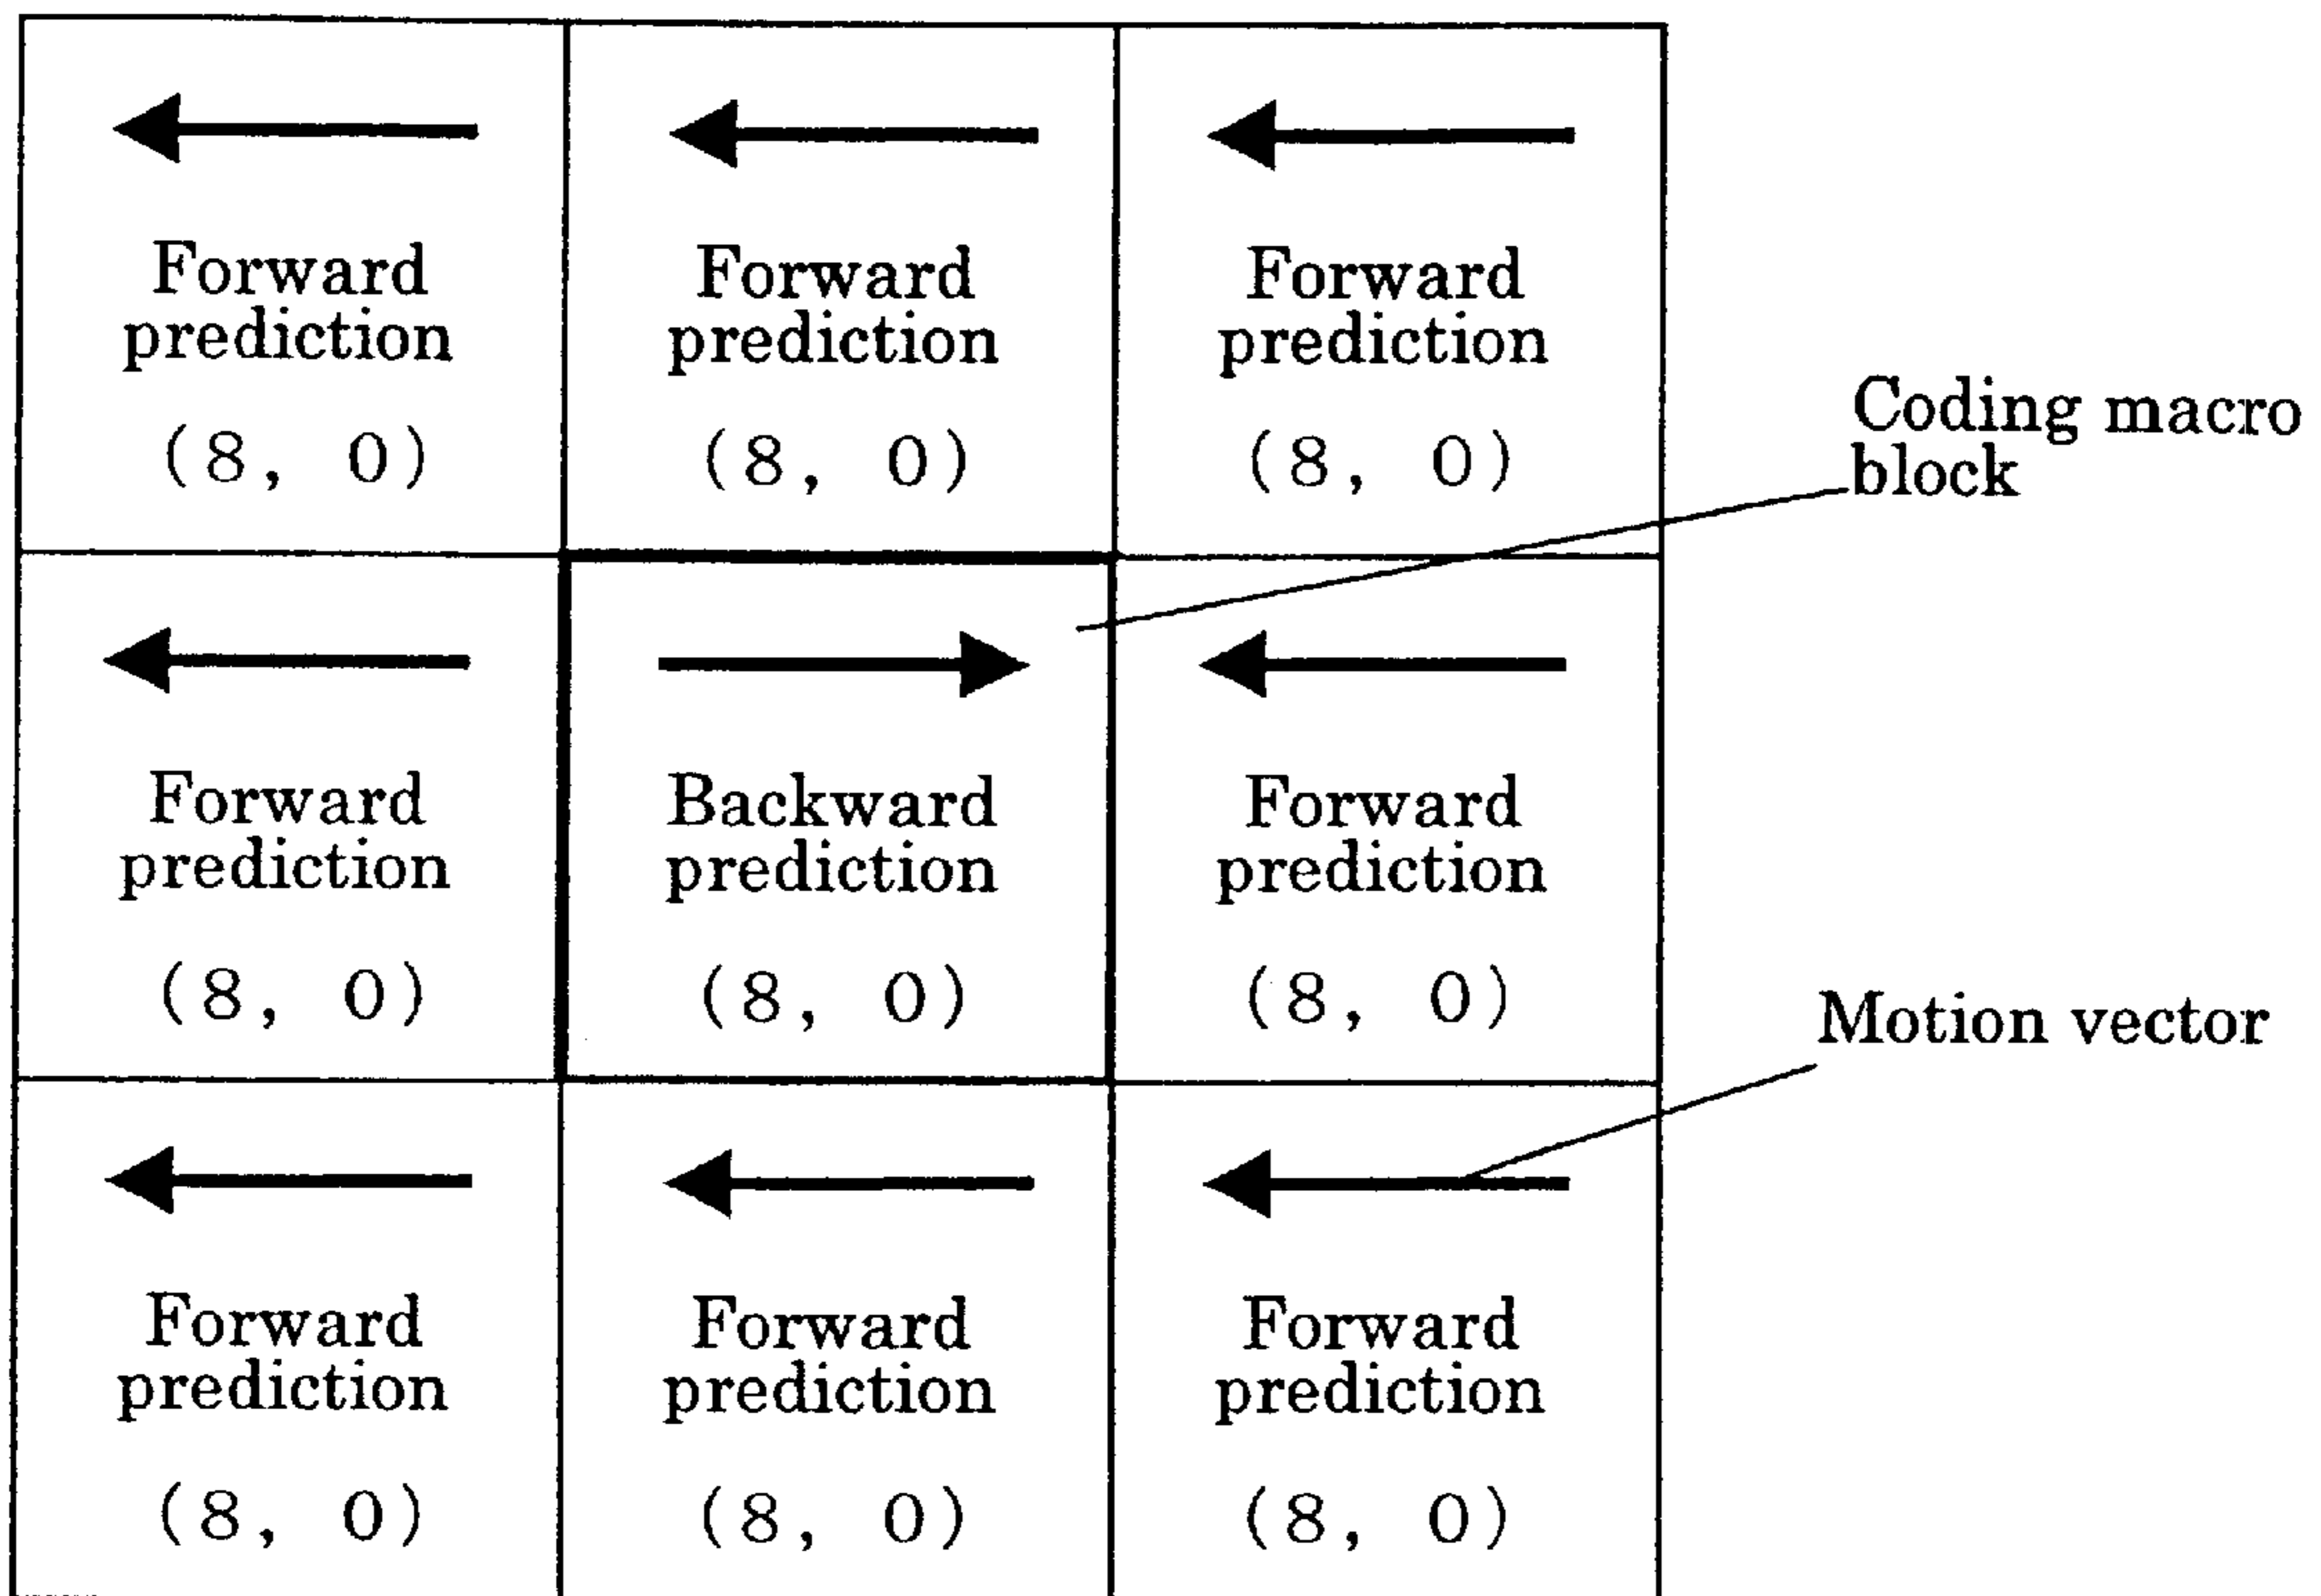 Forward
prediction
(8, 0)
Forward
prediction
(8, 0)
Forward
prediction
(8, 0)
Coding macro
block
Forward
prediction
(8, 0)
Backward
prediction
(8, 0)
Forward
prediction
(8, 0)
Motion vector
Forward
prediction
(8, 0)
Forward
prediction
(8, 0)
Forward
prediction
(8, 0)